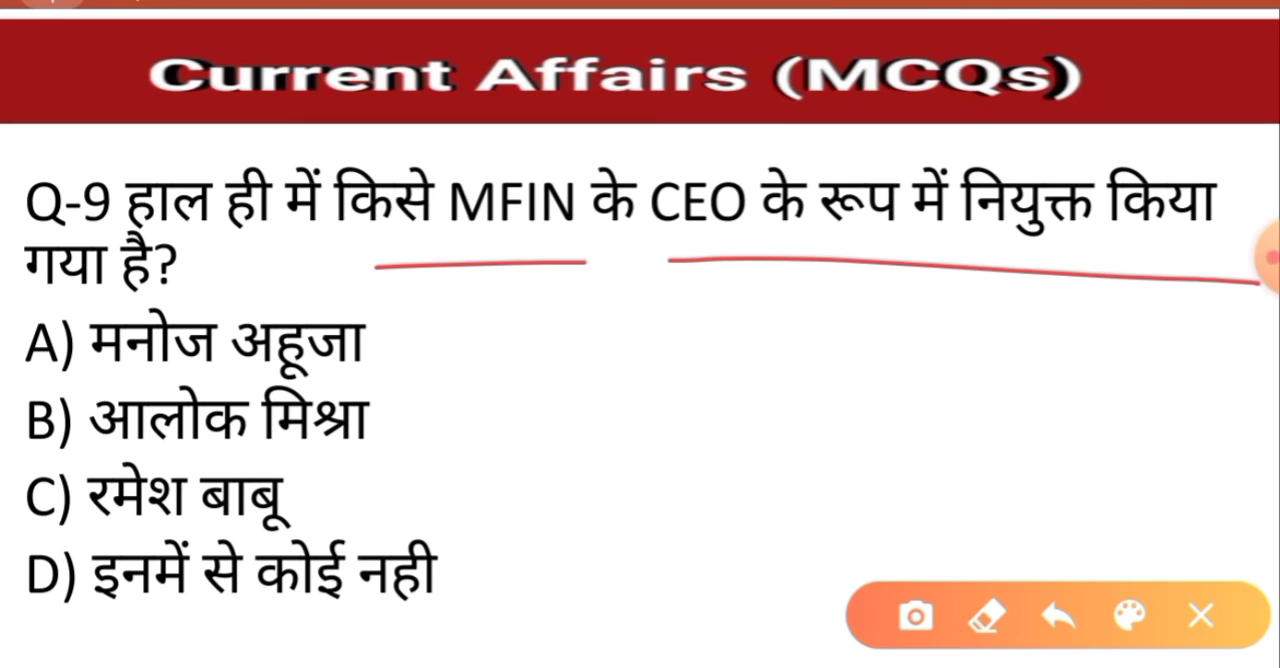 Current Affairs (MCQs)
Q-9 हाल ही में किसे MFIN के CEO के रूप में नियुक्त किया
गया है?
A) मनोज अहूजा
B) आलोक मिश्रा
C) रमेश बाबू
D) इनमें से कोई नही